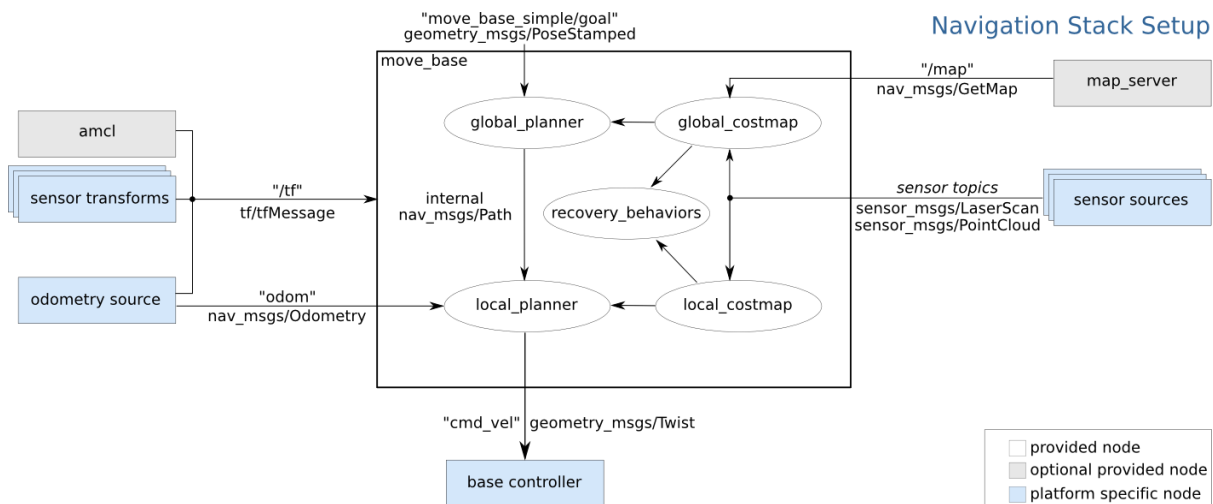 Navigation Stack Setup
"move_base_simple/goal"
geometry_msgs/PoseStamped
move_base
"/map"
nav_msgs/GetMap
map_server
global_planner
global_costmap
amcl
sensor transforms
"/tf"
tf/tfMessage
internal
nav_msgs/Path
recovery_behaviors
sensor topics
sensor_msgs/LaserScan
sensor_msgs/PointCloud
sensor sources
odometry source
"odom"
nav_msgs/Odometry
local_planner
local_costmap
"cmd_vel" geometry_msgs/Twist
base controller
provided node
optional provided node
platform specific node